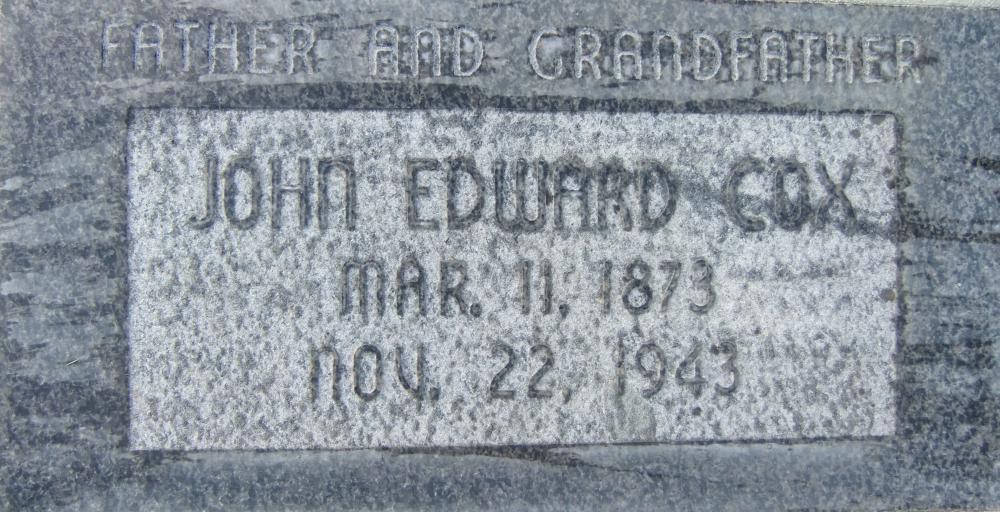 FATHER AND GRANDFATHER
JOHN EDWARD COX
MAR. 11, 1873
NOV. 22, 1943